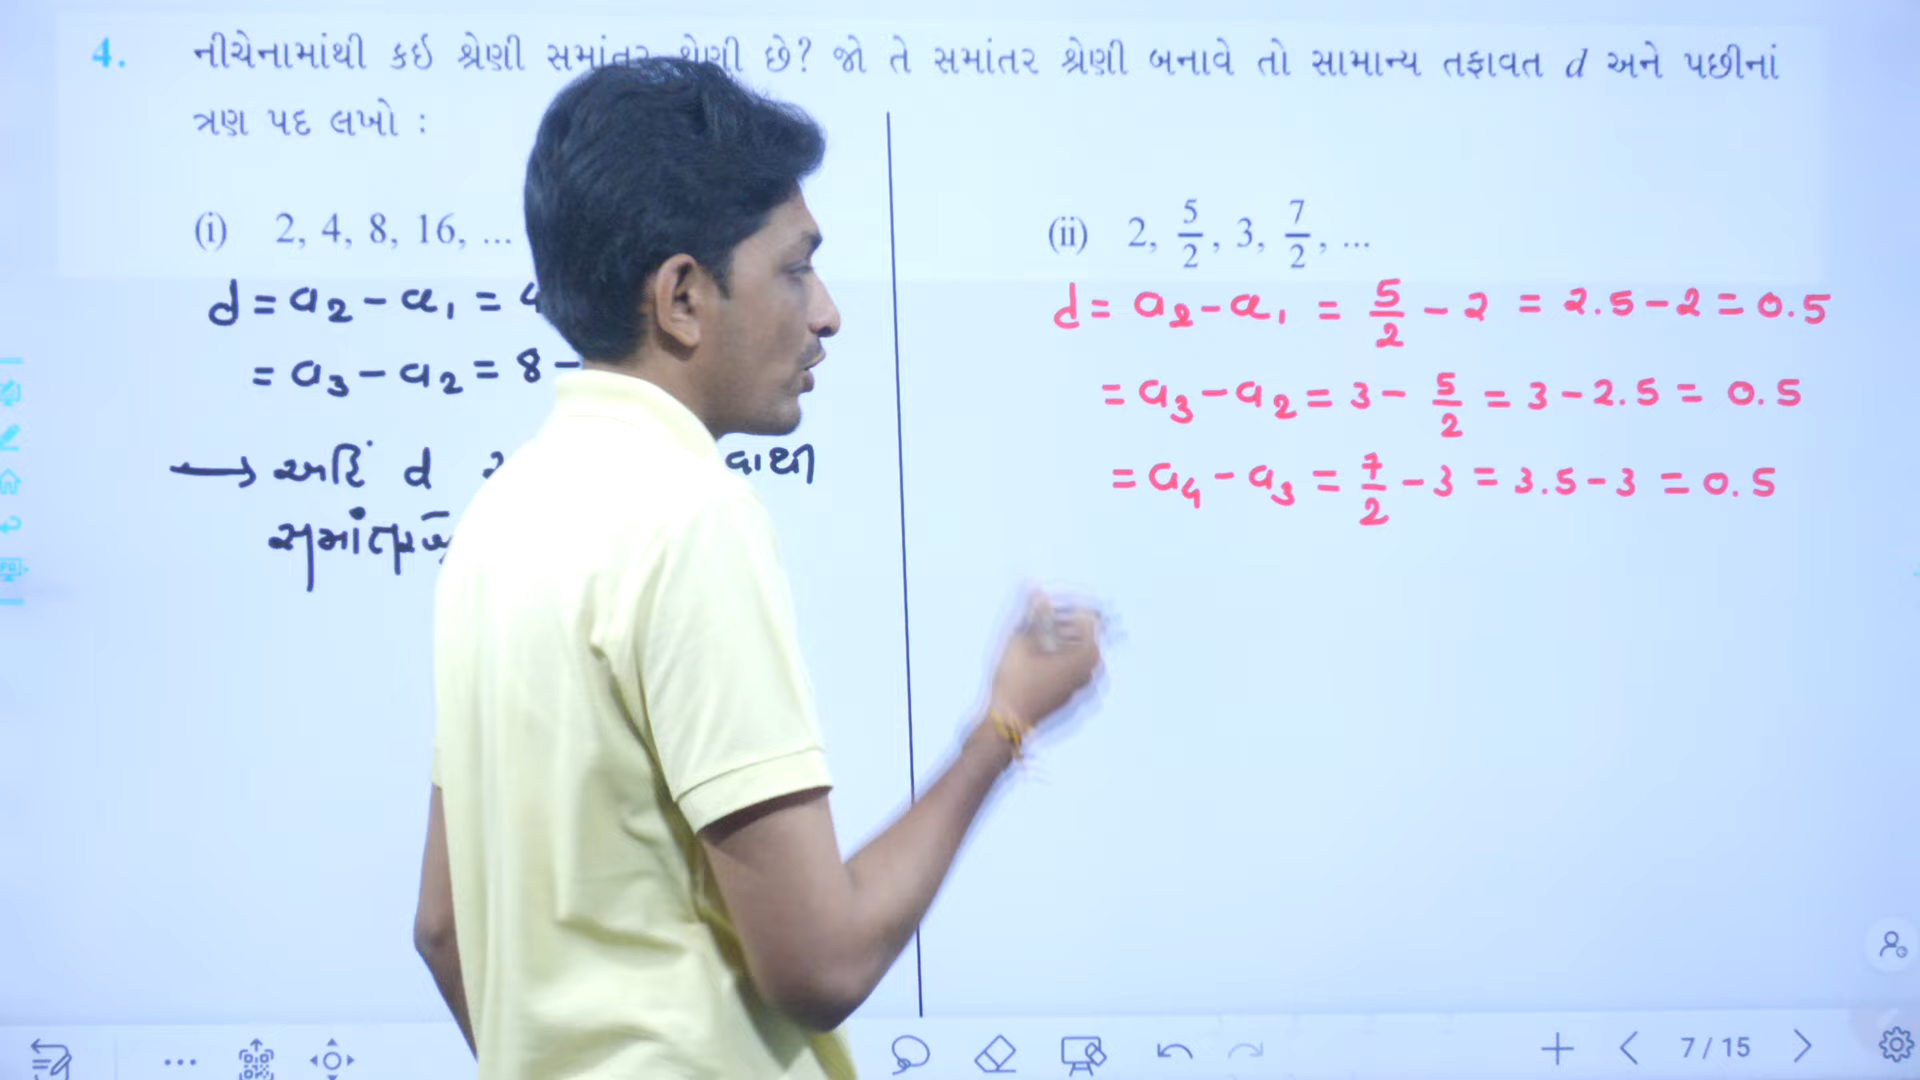 4. નીચેનામાંથી કઇ શ્રેણી સમાંતર શ્રેણી છે? જો તે સમાંતર શ્રેણી બનાવે તો સામાન્ય તફાવત d અને પછીનાં
ત્રણ પદ લખો :
(i) 2, 4, 8, 16, ...
d = a₂ - a₁ = 4
= a₃ - a₂ = 8 -
→ અહિં d
(ii) 2, 5/2, 3, 7/2, ...
d = a₂ - a₁ = 5/2 - 2 = 2.5 - 2 = 0.5
= a₃ - a₂ = 3 - 5/2 = 3 - 2.5 = 0.5
= a₄ - a₃ = 7/2 - 3 = 3.5 - 3 = 0.5
7 / 15